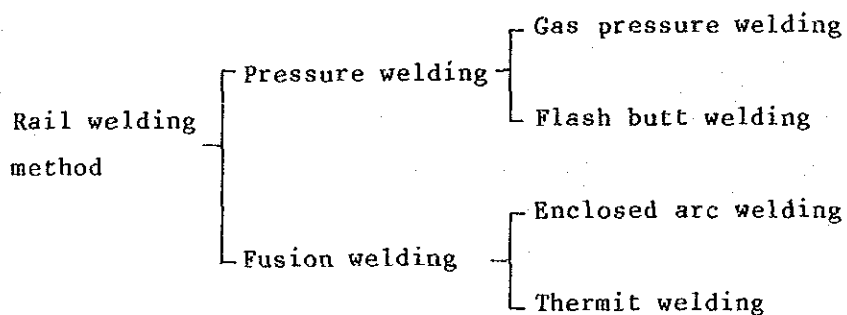 Gas pressure welding
Pressure welding
Flash butt welding
Rail welding
method
Enclosed arc welding
Fusion welding
Thermit welding